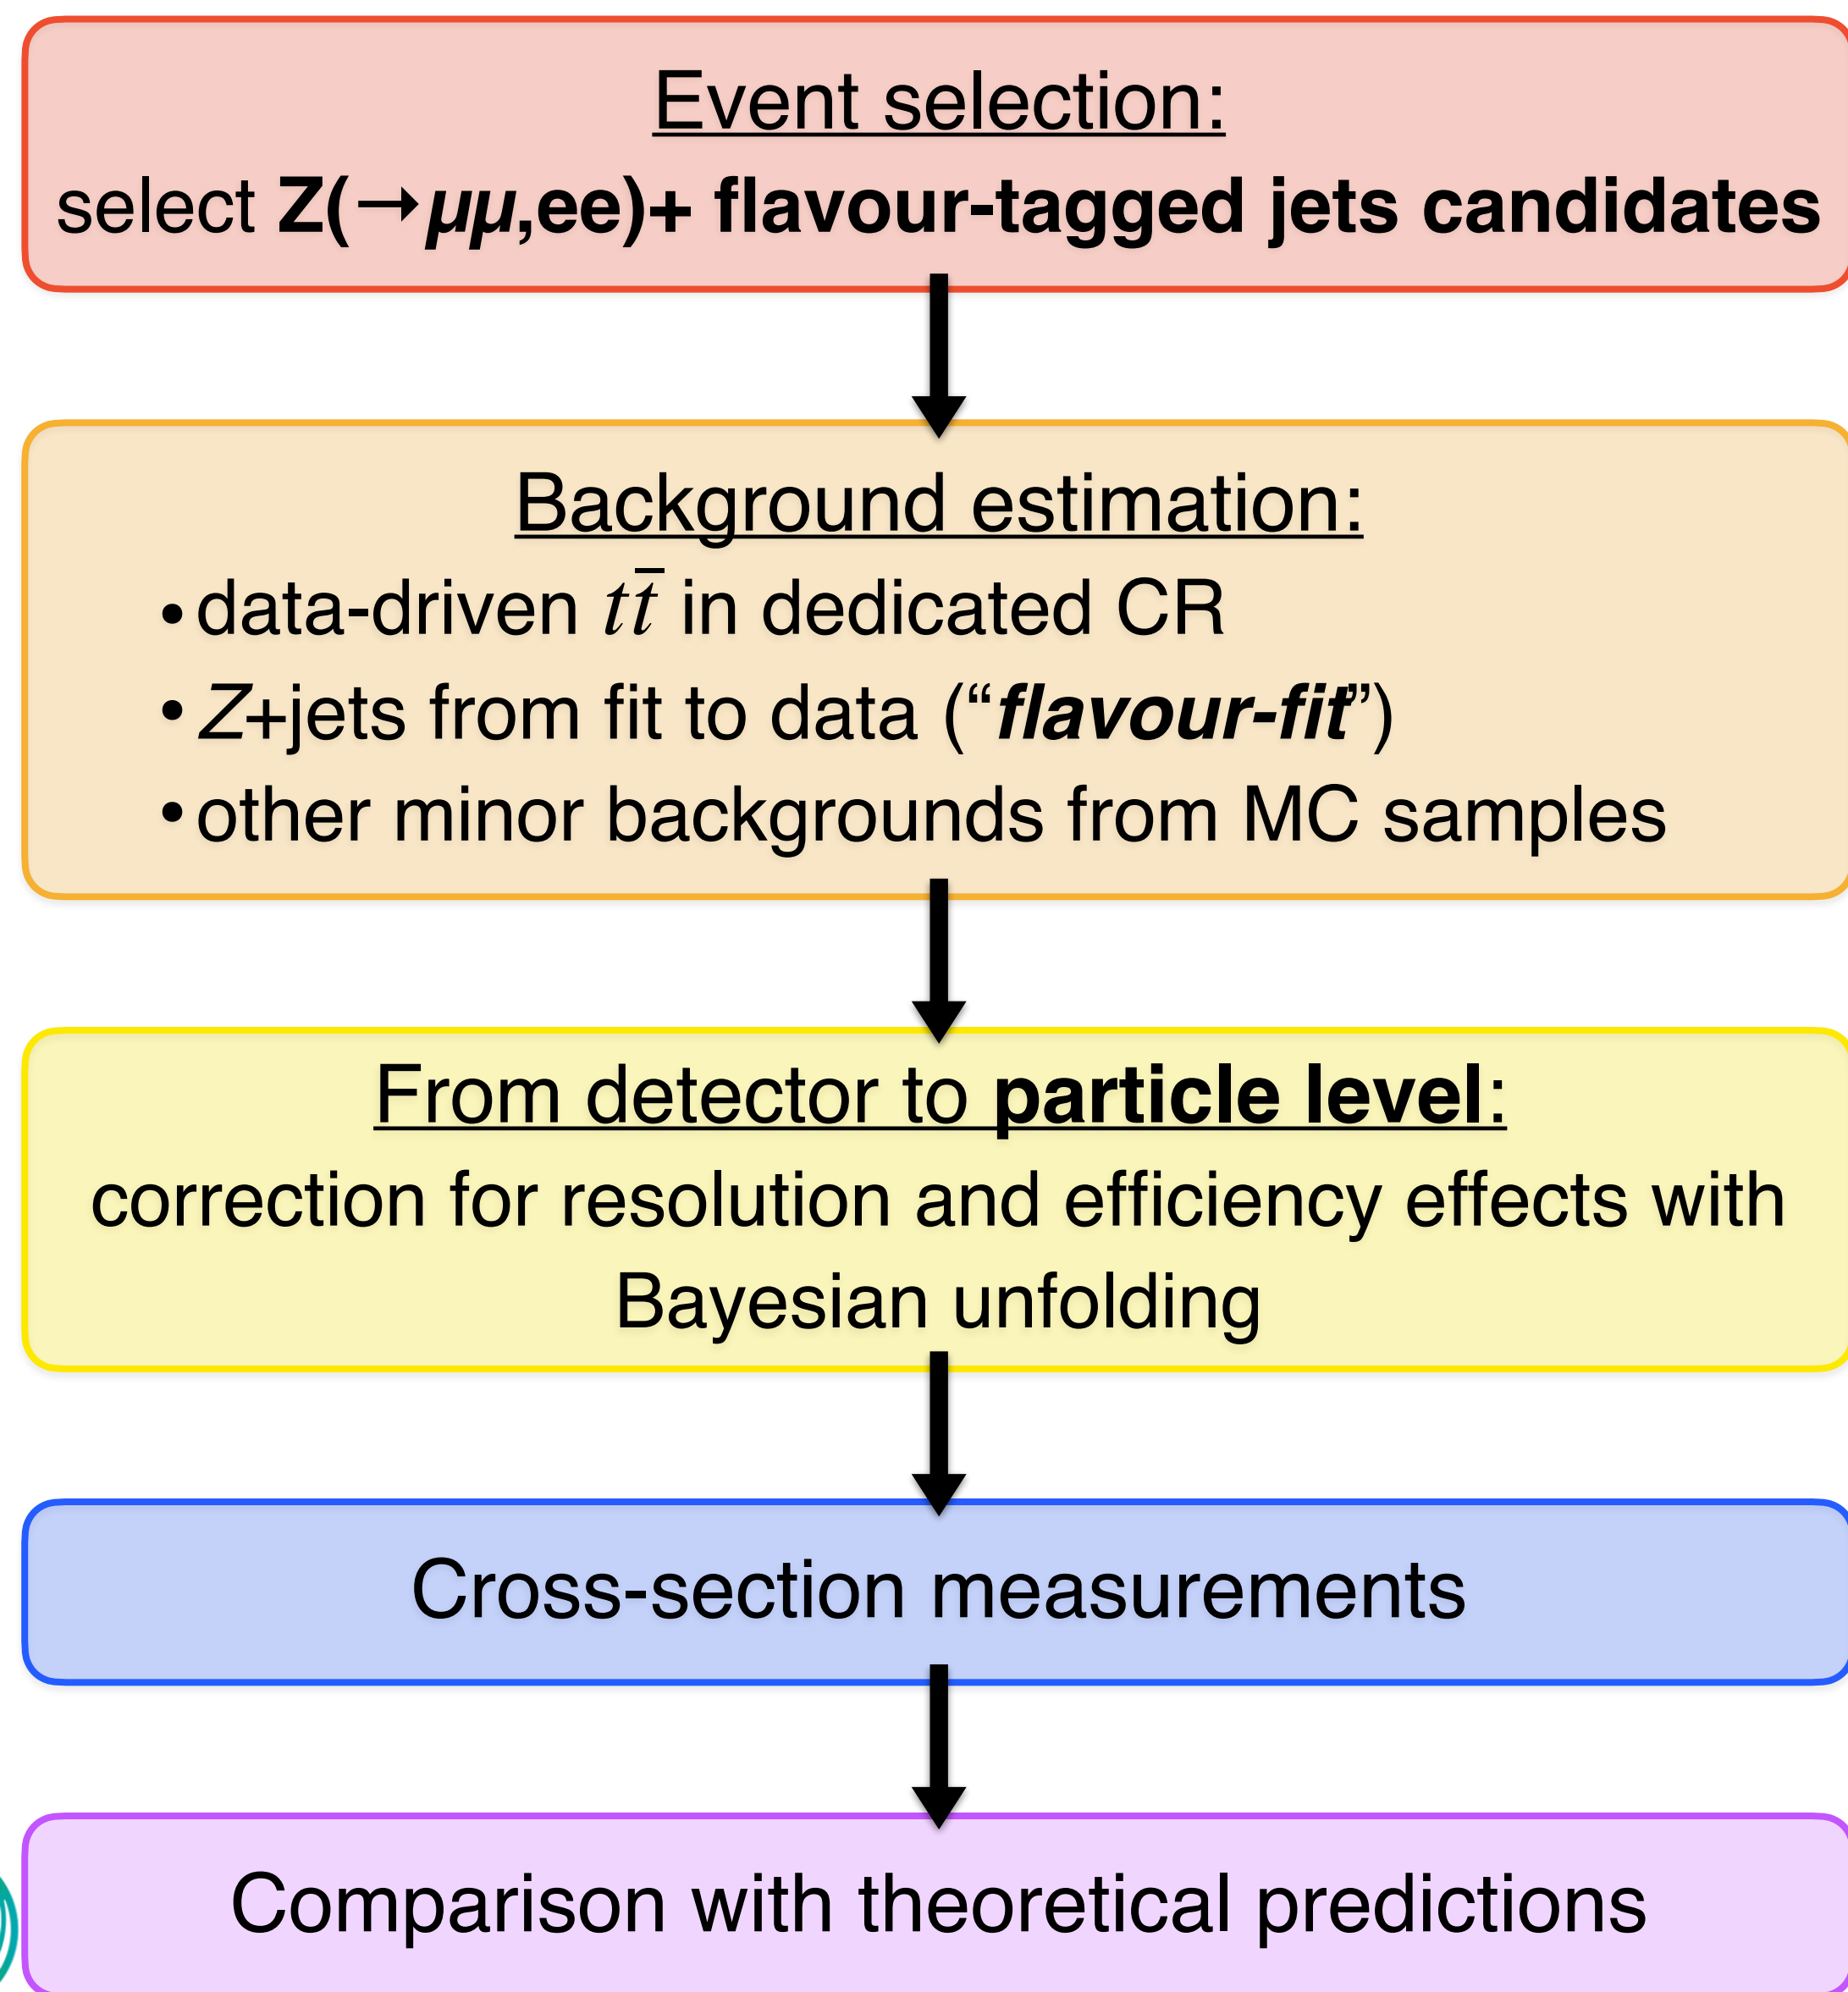 Event selection:
select Z(→μμ,ee)+ flavour-tagged jets candidates
Background estimation:
• data-driven tt̄ in dedicated CR
• Z+jets from fit to data (“flavour-fit”)
• other minor backgrounds from MC samples
From detector to particle level:
correction for resolution and efficiency effects with
Bayesian unfolding
Cross-section measurements
Comparison with theoretical predictions